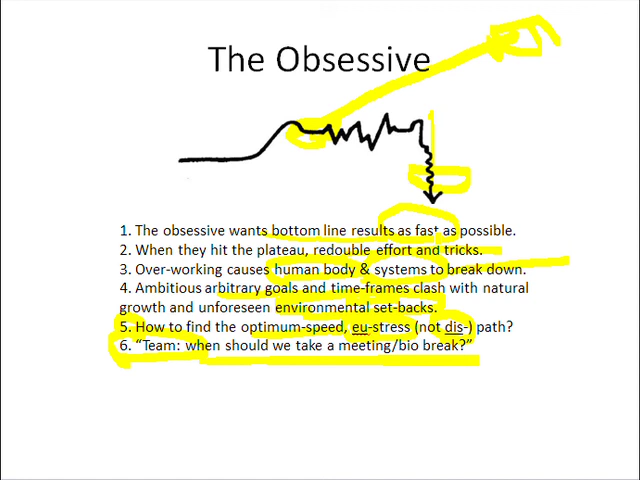 The Obsessive
1. The obsessive wants bottom line results as fast as possible.
2. When they hit the plateau, redouble effort and tricks.
3. Over-working causes human body & systems to break down.
4. Ambitious arbitrary goals and time-frames clash with natural
growth and unforeseen environmental set-backs.
5. How to find the optimum-speed, eu-stress (not dis-) path?
6. “Team: when should we take a meeting/bio break?”